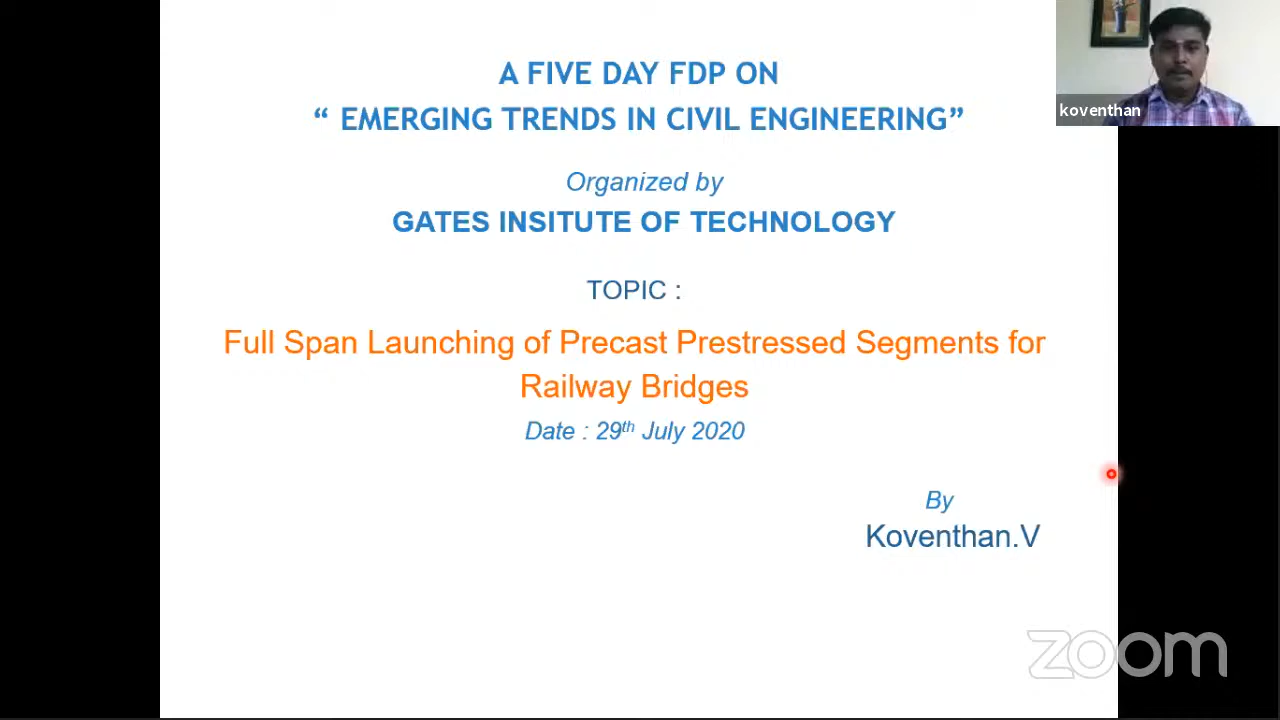 A FIVE DAY FDP ON
“ EMERGING TRENDS IN CIVIL ENGINEERING”
Organized by
GATES INSITUTE OF TECHNOLOGY
TOPIC :
Full Span Launching of Precast Prestressed Segments for
Railway Bridges
Date : 29th July 2020
By
Koventhan.V
koventhan
zoom